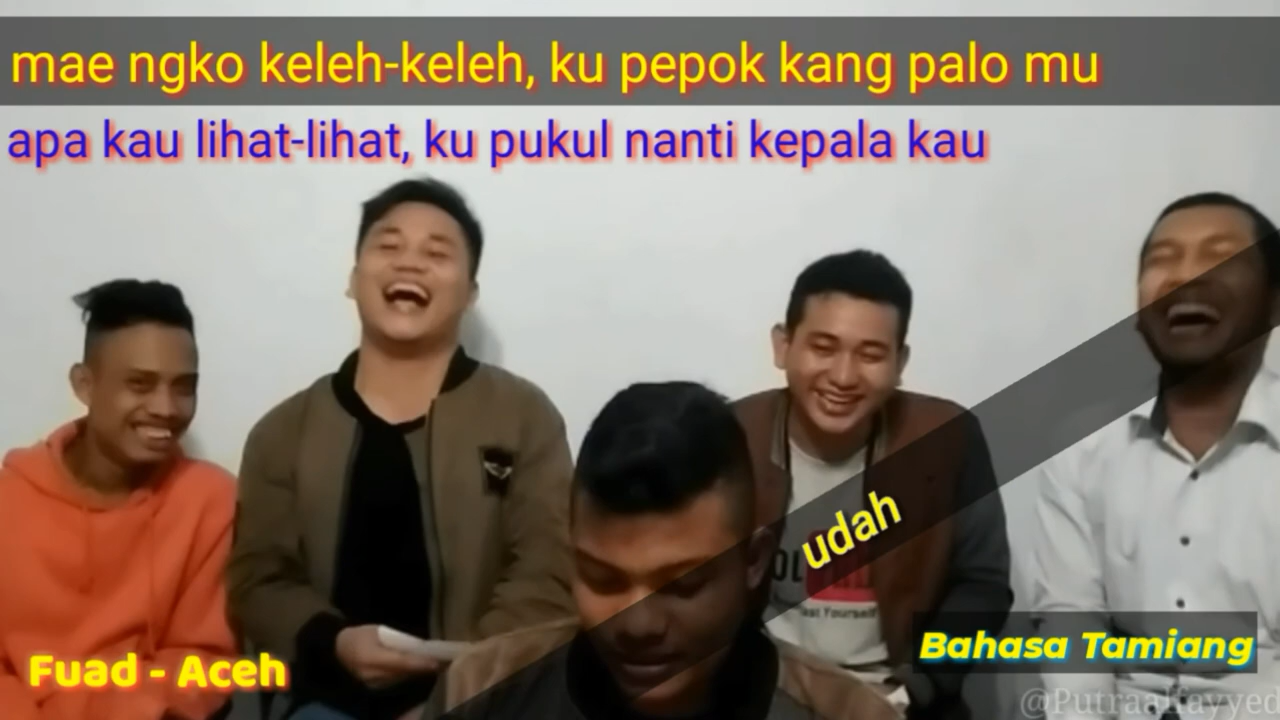 mae ngko keleh-keleh, ku pepok kang palo mu
apa kau lihat-lihat, ku pukul nanti kepala kau
udah
Fuad - Aceh
Bahasa Tamiang